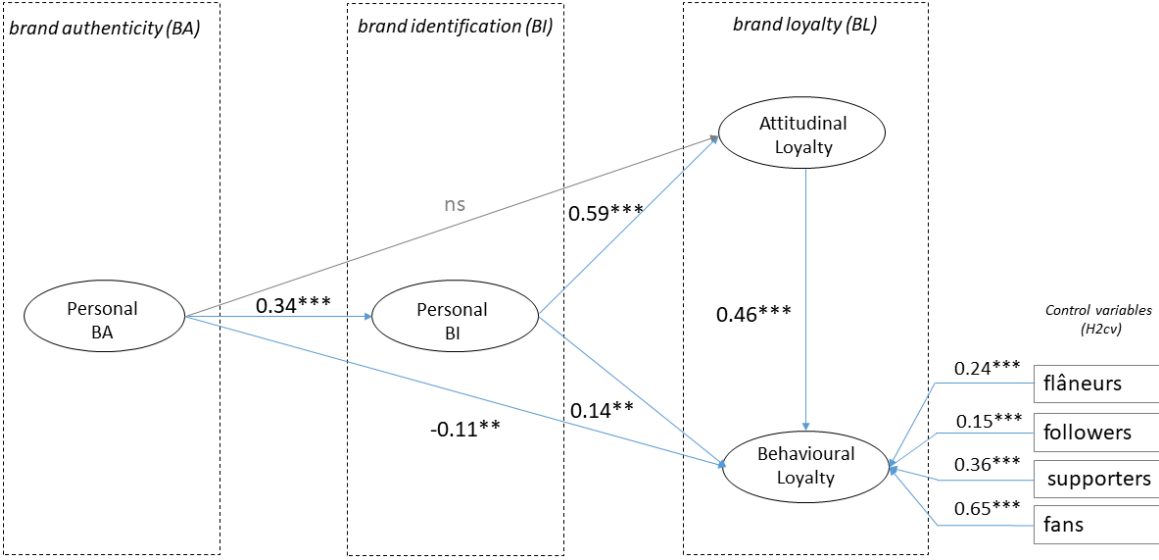 brand authenticity (BA)
brand identification (BI)
brand loyalty (BL)
Attitudinal
Loyalty
ns
0.59***
Personal
BA
0.34***
Personal
BI
0.46***
Control variables
(H2cv)
0.24***
flâneurs
-0.11**
0.14**
0.15***
followers
Behavioural
Loyalty
0.36***
supporters
0.65***
fans